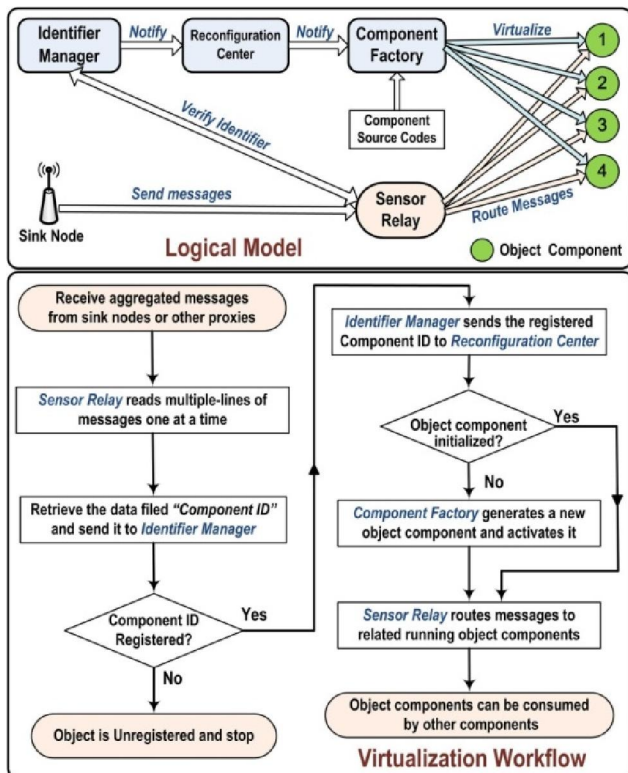 Identifier
Manager
Notify
Reconfiguration
Center
Notify
Component
Factory
Virtualize
1
2
3
4
Verify Identifier
Component
Source Codes
Send messages
Sink Node
Sensor
Relay
Route Messages
Logical Model
Object Component
Receive aggregated messages
from sink nodes or other proxies
Sensor Relay reads multiple-lines of
messages one at a time
Retrieve the data filed “Component ID”
and send it to Identifier Manager
Component ID
Registered?
Yes
No
Object is Unregistered and stop
Identifier Manager sends the registered
Component ID to Reconfiguration Center
Object component
initialized?
Yes
No
Component Factory generates a new
object component and activates it
Sensor Relay routes messages to
related running object components
Object components can be consumed
by other components
Virtualization Workflow